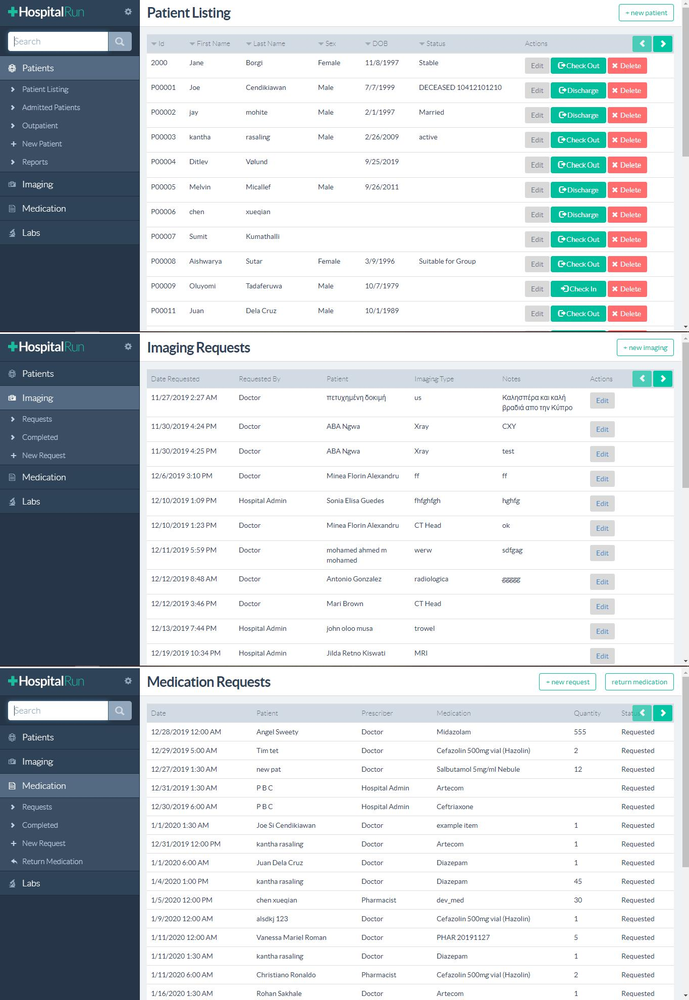 HospitalRun
Patient Listing
+ new patient
Search
Id First Name Last Name Sex DOB Status Actions
2000 Jane Borgi Female 11/8/1997 Stable Edit Check Out Delete
Patients
P00001 Joe Cendikiawan Male 7/7/1999 DECEASED 10412101210 Edit Discharge Delete
Patient Listing
Admitted Patients
P00002 jay mohite Male 2/1/1997 Married Edit Discharge Delete
Outpatient
P00003 kantha rasaling Male 2/26/2009 active Edit Check Out Delete
+ New Patient
Reports
P00004 Ditlev Vølund 9/25/2019 Edit Check Out Delete
Imaging
P00005 Melvin Micallef Male 9/26/2011 Edit Discharge Delete
Medication
P00006 chen xueqian Edit Discharge Delete
Labs
P00007 Sumit Kumathalli Edit Check Out Delete
P00008 Aishwarya Sutar Female 3/9/1996 Suitable for Group Edit Check Out Delete
P00009 Oluyomi Tadaferuwa Male 10/7/1979 Edit Check In Delete
P00011 Juan Dela Cruz Male 10/1/1989 Edit Check Out Delete
HospitalRun
Imaging Requests
+ new imaging
Patients
Imaging
Requests
Completed
+ New Request
Medication
Labs
Date Requested Requested By Patient Imaging Type Notes Actions
11/27/2019 2:27 AM Doctor πετυχημένη δοκιμή us Καλησπέρα και καλή Edit
βραδιά απο την Κύπρο
11/30/2019 4:24 PM Doctor ABA Ngwa Xray CXY Edit
11/30/2019 4:25 PM Doctor ABA Ngwa Xray test Edit
12/6/2019 3:10 PM Doctor Minea Florin Alexandru ff ff Edit
12/10/2019 1:09 PM Hospital Admin Sonia Elisa Guedes fhfghfgh hghfg Edit
12/10/2019 1:23 PM Doctor Minea Florin Alexandru CT Head ok Edit
12/11/2019 5:59 PM Doctor mohamed ahmed m werw sdfgag Edit
mohamed
12/12/2019 8:48 AM Doctor Antonio Gonzalez radiologica ggggg Edit
12/12/2019 3:46 PM Doctor Mari Brown CT Head Edit
12/13/2019 7:44 PM Hospital Admin john oloo musa trowel Edit
12/19/2019 10:34 PM Hospital Admin Jilda Retno Kiswati MRI Edit
HospitalRun
Medication Requests
+ new request
return medication
Search
Patients
Imaging
Medication
Requests
Completed
+ New Request
Return Medication
Labs
Date Patient Prescriber Medication Quantity Status
12/28/2019 12:00 AM Angel Sweety Doctor Midazolam 555 Requested
12/29/2019 5:00 AM Tim tet Doctor Cefazolin 500mg vial (Hazolin) 2 Requested
12/27/2019 1:30 AM new pat Doctor Salbutamol 5mg/ml Nebule 12 Requested
12/31/2019 1:30 AM P B C Hospital Admin Artecom Requested
12/30/2019 6:00 AM P B C Hospital Admin Ceftriaxone Requested
1/1/2020 1:30 AM Joe Si Cendikiawan Doctor example item 1 Requested
12/31/2019 12:00 PM kantha rasaling Doctor Artecom 1 Requested
1/1/2020 6:00 AM Juan Dela Cruz Doctor Diazepam 1 Requested
1/4/2020 1:00 PM kantha rasaling Doctor Diazepam 45 Requested
1/5/2020 12:00 PM chen xueqian Pharmacist dev_med 30 Requested
1/9/2020 12:00 AM alsdkj 123 Doctor Cefazolin 500mg vial (Hazolin) 1 Requested
1/11/2020 12:00 AM Vanessa Mariel Roman Doctor PHAR 20191127 5 Requested
1/11/2020 1:30 AM kantha rasaling Doctor Diazepam 1 Requested
1/11/2020 6:00 AM Christiano Ronaldo Pharmacist Cefazolin 500mg vial (Hazolin) 2 Requested
1/16/2020 1:30 AM Rohan Sakhale Doctor Artecom 1 Requested